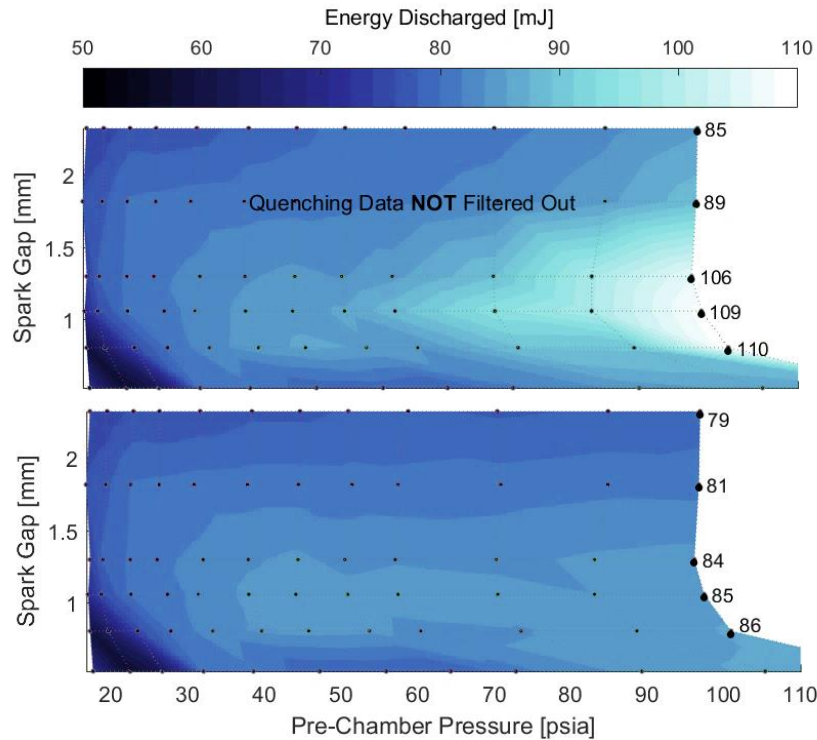 Energy Discharged [mJ]
50 60 70 80 90 100 110
Spark Gap [mm]
2
1.5
1
Quenching Data NOT Filtered Out
85
89
106
109
110
Spark Gap [mm]
2
1.5
1
79
81
84
85
86
20 30 40 50 60 70 80 90 100 110
Pre-Chamber Pressure [psia]